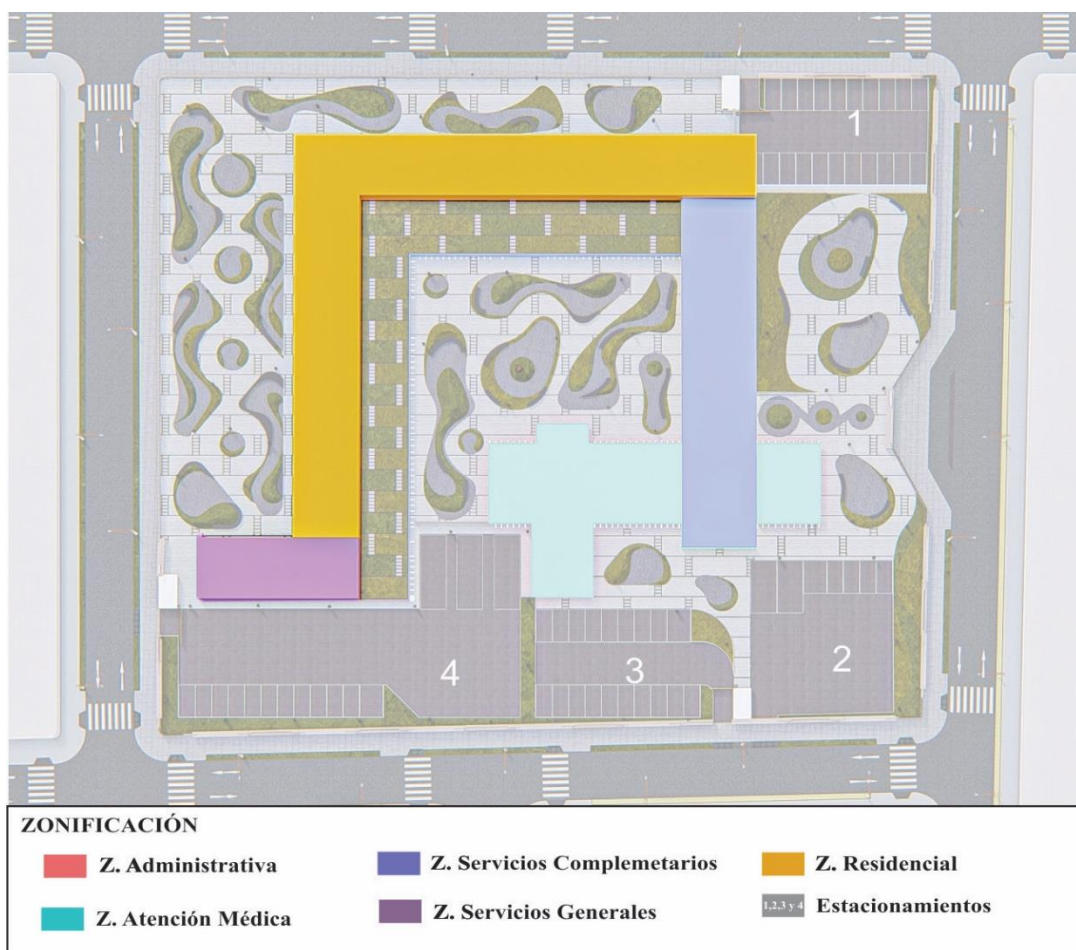 1
4
3
2
ZONIFICACIÓN
Z. Administrativa
Z. Servicios Complemetarios
Z. Residencial
Z. Atención Médica
Z. Servicios Generales
1,2,3 y 4 Estacionamientos